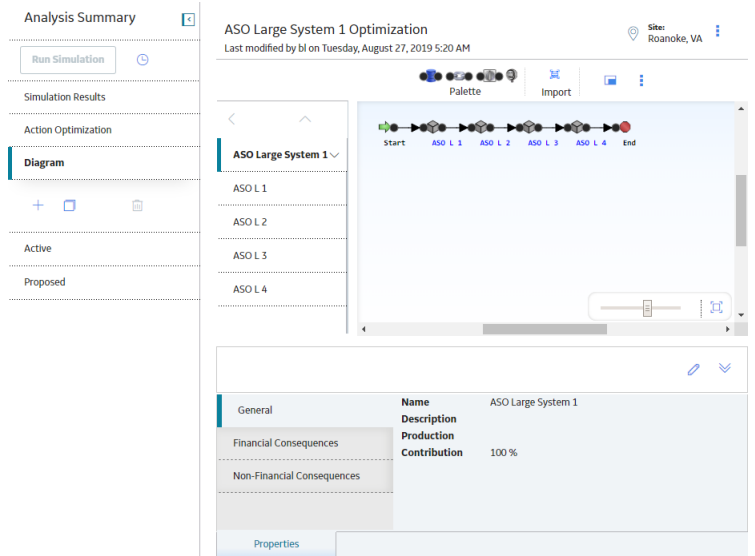 Analysis Summary
Run Simulation
Simulation Results
Action Optimization
Diagram
Active
Proposed
ASO Large System 1 Optimization
Last modified by bl on Tuesday, August 27, 2019 5:20 AM
Site:
Roanoke, VA
Palette
Import
ASO Large System 1
ASO L 1
ASO L 2
ASO L 3
ASO L 4
Start ASO L 1 ASO L 2 ASO L 3 ASO L 4 End
General
Financial Consequences
Non-Financial Consequences
Name ASO Large System 1
Description
Production
Contribution 100 %
Properties